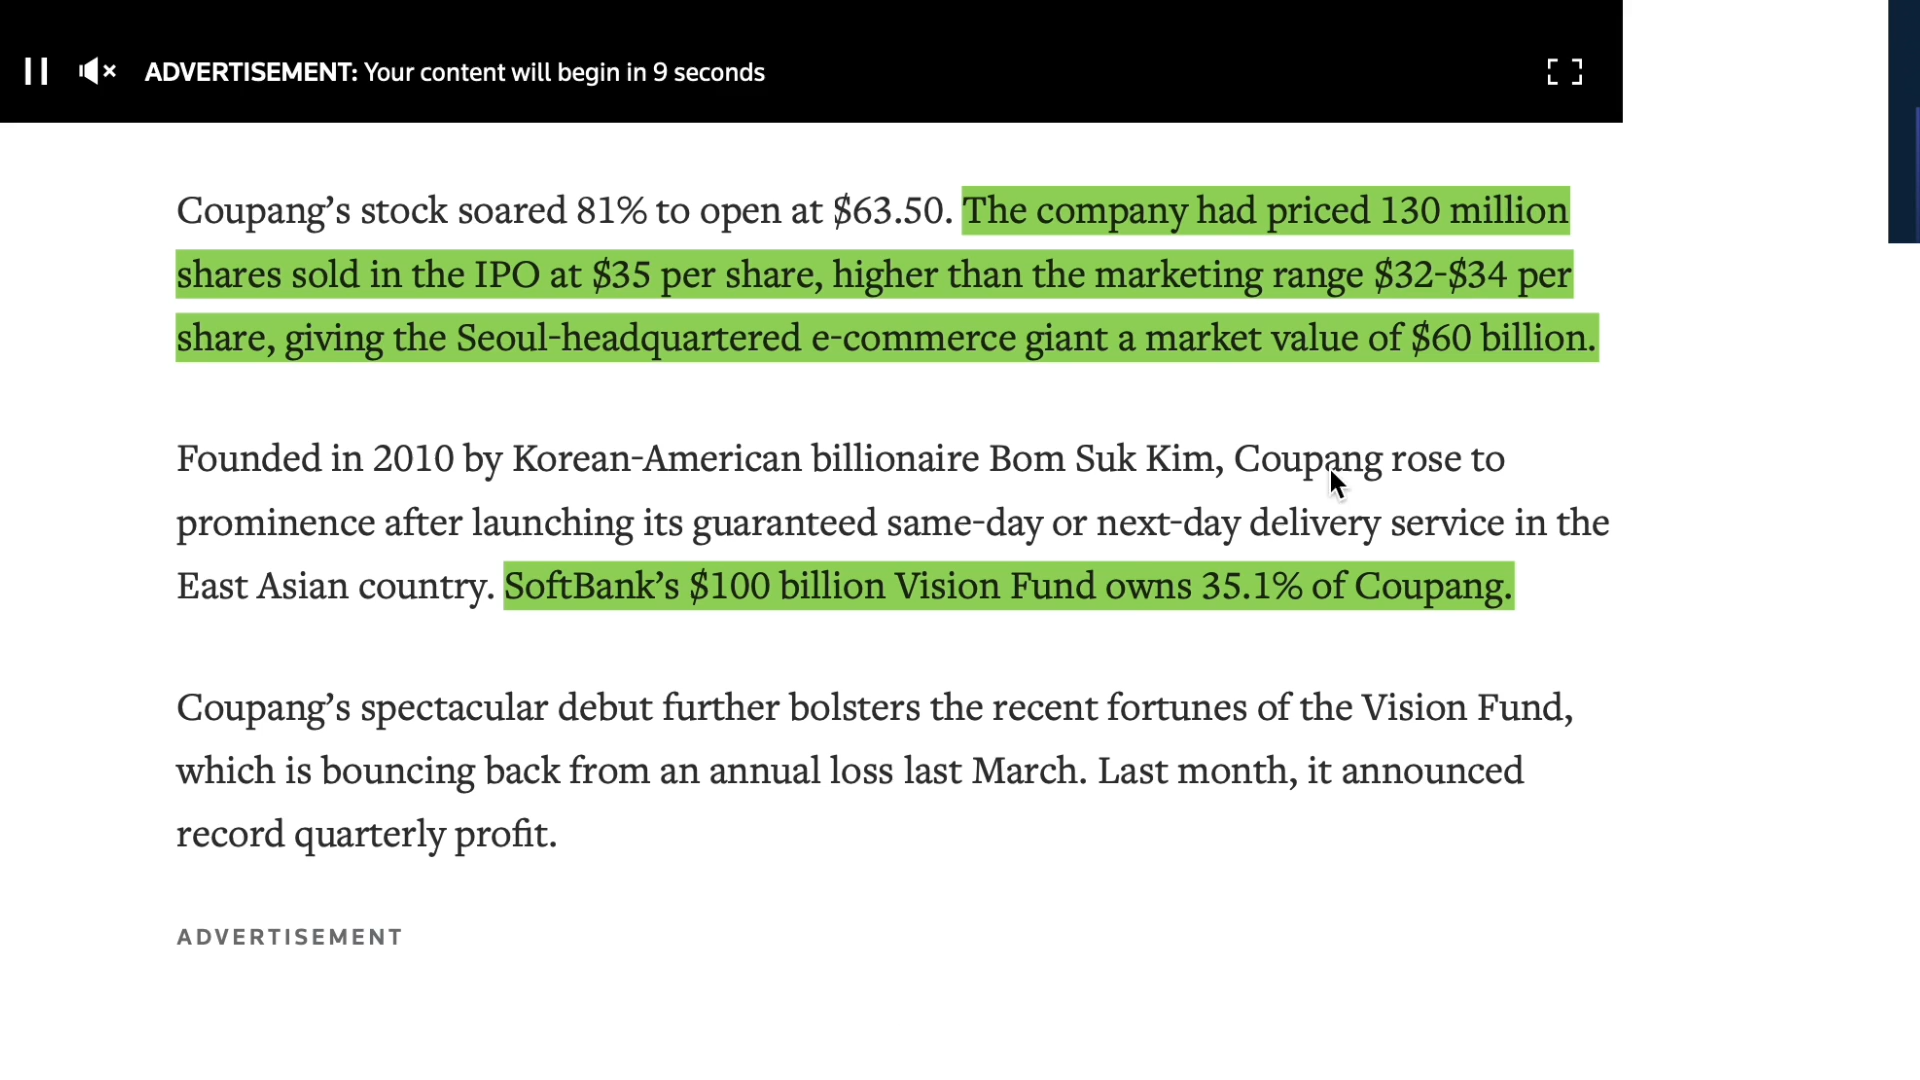 ADVERTISEMENT: Your content will begin in 9 seconds
Coupang’s stock soared 81% to open at $63.50. The company had priced 130 million
shares sold in the IPO at $35 per share, higher than the marketing range $32-$34 per
share, giving the Seoul-headquartered e-commerce giant a market value of $60 billion.
Founded in 2010 by Korean-American billionaire Bom Suk Kim, Coupang rose to
prominence after launching its guaranteed same-day or next-day delivery service in the
East Asian country. SoftBank’s $100 billion Vision Fund owns 35.1% of Coupang.
Coupang’s spectacular debut further bolsters the recent fortunes of the Vision Fund,
which is bouncing back from an annual loss last March. Last month, it announced
record quarterly profit.
ADVERTISEMENT